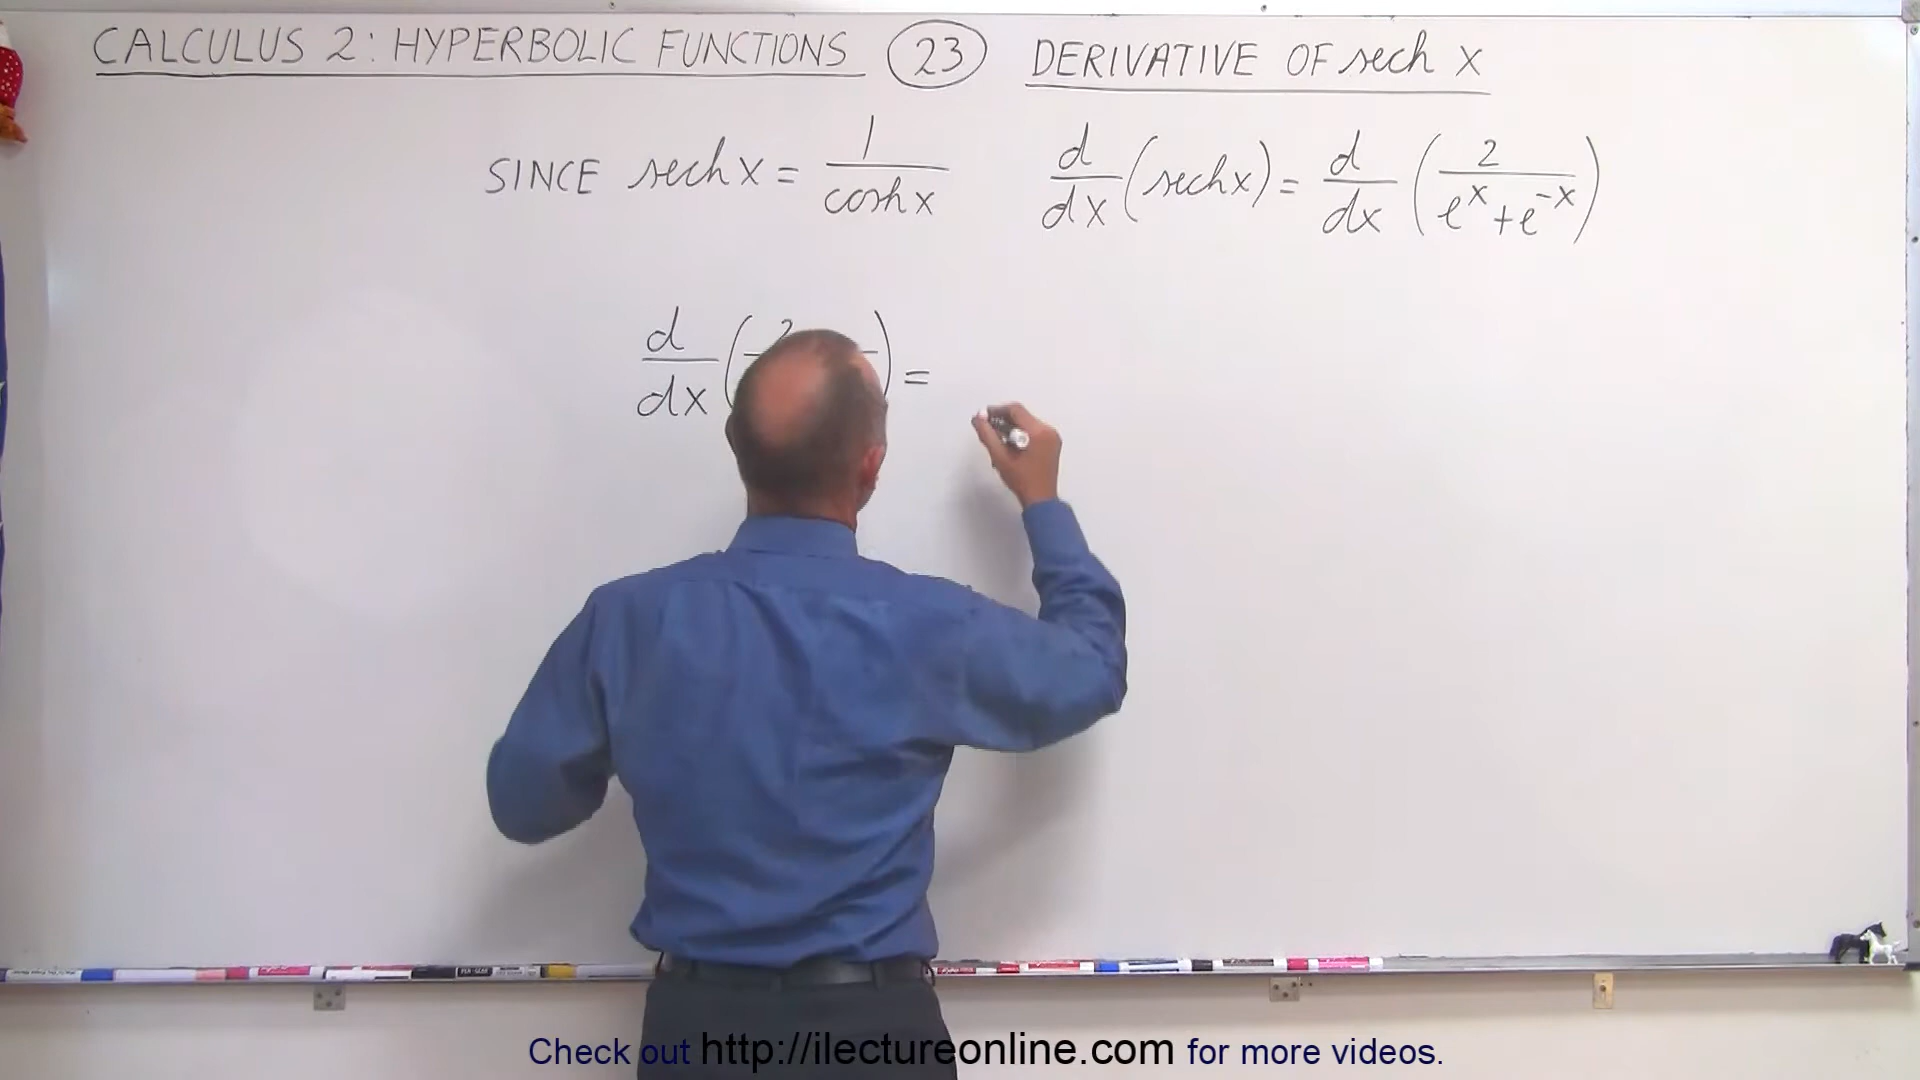 CALCULUS 2: HYPERBOLIC FUNCTIONS 23 DERIVATIVE OF sech x
SINCE sech x = 1/cosh x d/dx (sech x) = d/dx (2/(e^x + e^-x))
d/dx (2 ) =
Check out http://ilectureonline.com for more videos.